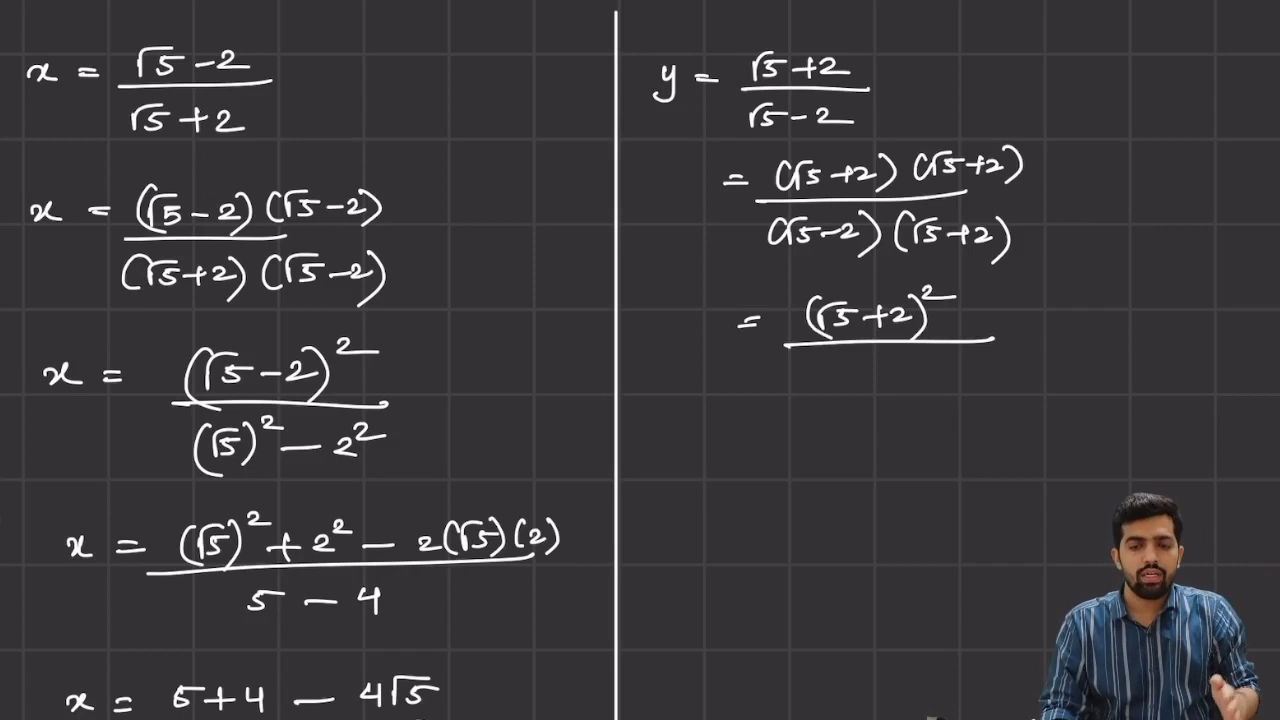 x = (√5 - 2) / (√5 + 2)
x = (√5 - 2)(√5 - 2) / (√5 + 2)(√5 - 2)
x = (√5 - 2)² / (√5)² - 2²
x = (√5)² + 2² - 2(√5)(2) / 5 - 4
x = 5 + 4 - 4√5
y = (√5 + 2) / (√5 - 2)
= (√5 + 2)(√5 + 2) / (√5 - 2)(√5 + 2)
= (√5 + 2)²